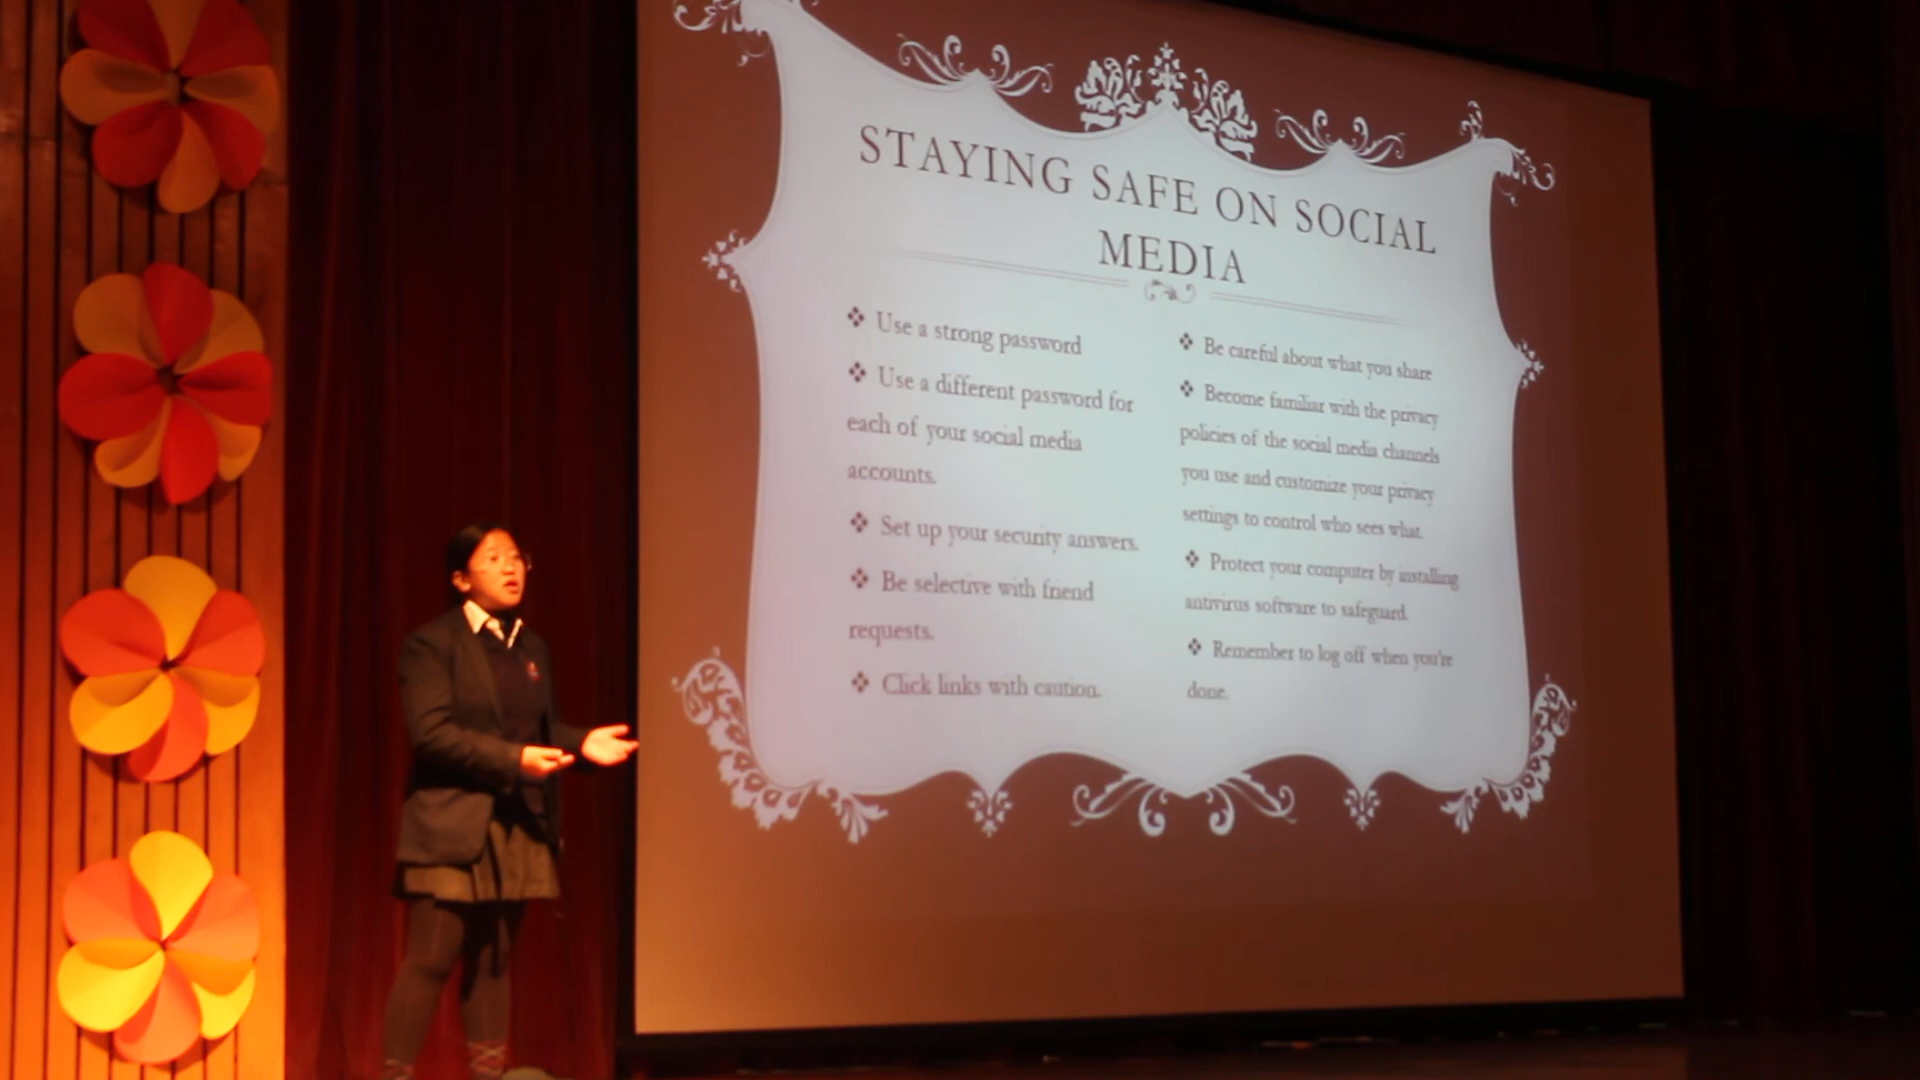 STAYING SAFE ON SOCIAL
MEDIA
❖ Use a strong password
❖ Use a different password for
each of your social media
accounts.
❖ Set up your security answers.
❖ Be selective with friend
requests.
❖ Click links with caution.
❖ Be careful about what you share
❖ Become familiar with the privacy
policies of the social media channels
you use and customize your privacy
settings to control who sees what.
❖ Protect your computer by installing
antivirus software to safeguard.
❖ Remember to log off when you're
done.